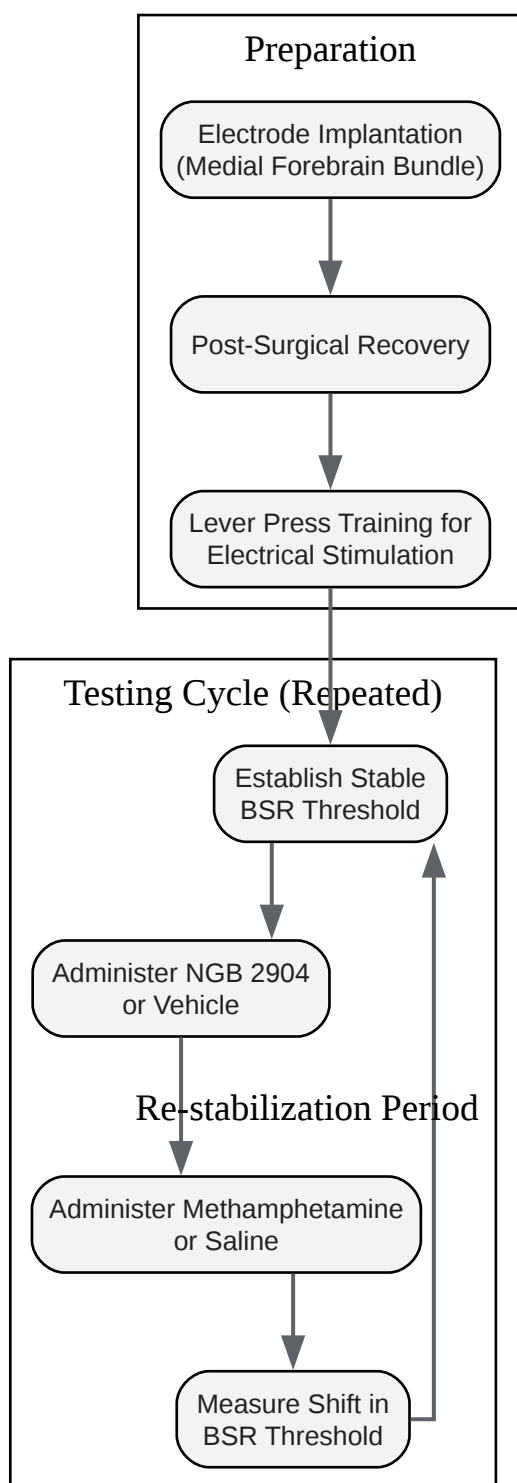 Preparation
Electrode Implantation
(Medial Forebrain Bundle)
Post-Surgical Recovery
Lever Press Training for
Electrical Stimulation
Testing Cycle (Repeated)
Establish Stable
BSR Threshold
Administer NGB 2904
or Vehicle
Re-stabilization Period
Administer Methamphetamine
or Saline
Measure Shift in
BSR Threshold